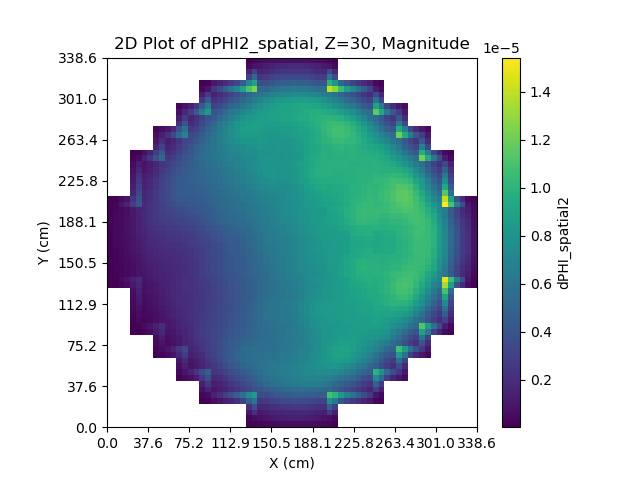 2D Plot of dPHI2_spatial, Z=30, Magnitude
1e−5
338.6
301.0
263.4
225.8
188.1
150.5
112.9
75.2
37.6
0.0
Y (cm)
0.0 37.6 75.2 112.9 150.5 188.1 225.8 263.4 301.0 338.6
X (cm)
1.4
1.2
1.0
0.8
0.6
0.4
0.2
dPHI_spatial2